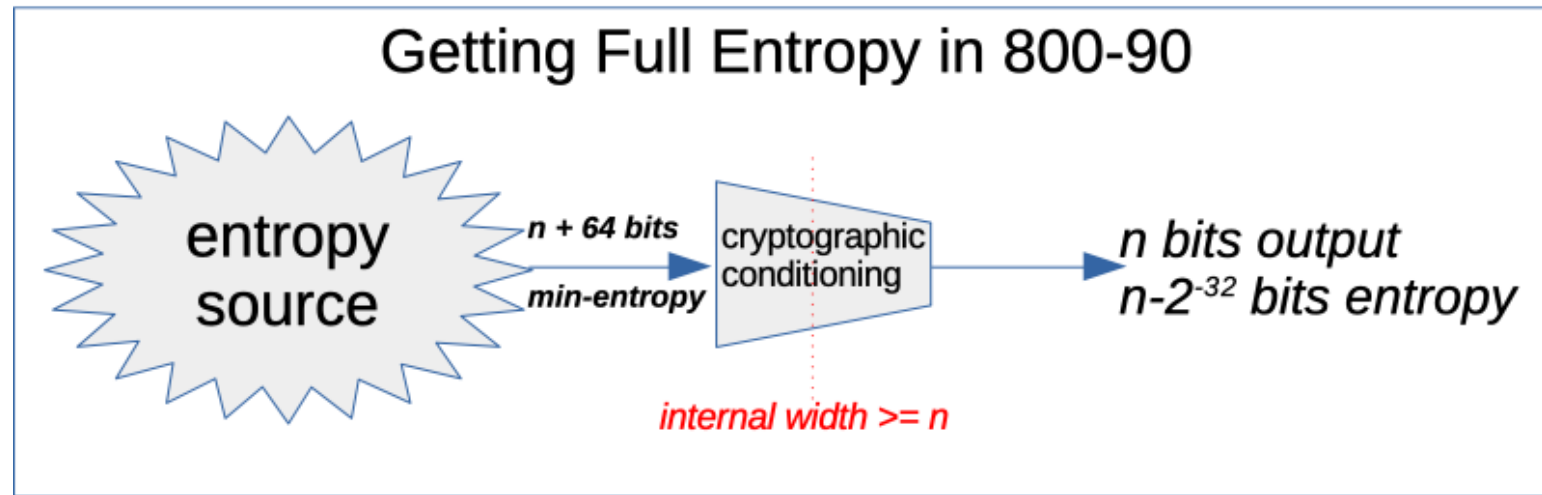 Getting Full Entropy in 800-90
entropy
source
n + 64 bits
min-entropy
cryptographic
conditioning
n bits output
n-2⁻³² bits entropy
internal width >= n